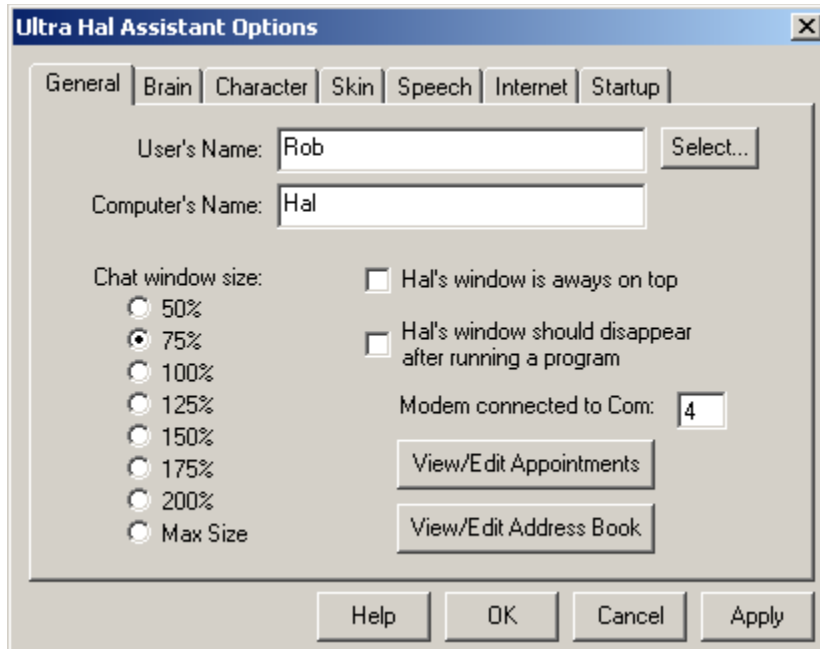 Ultra Hal Assistant Options
General Brain Character Skin Speech Internet Startup
User's Name: Rob Select...
Computer's Name: Hal
Chat window size:
50%
75%
100%
125%
150%
175%
200%
Max Size
Hal's window is aways on top
Hal's window should disappear
after running a program
Modem connected to Com: 4
View/Edit Appointments
View/Edit Address Book
Help OK Cancel Apply